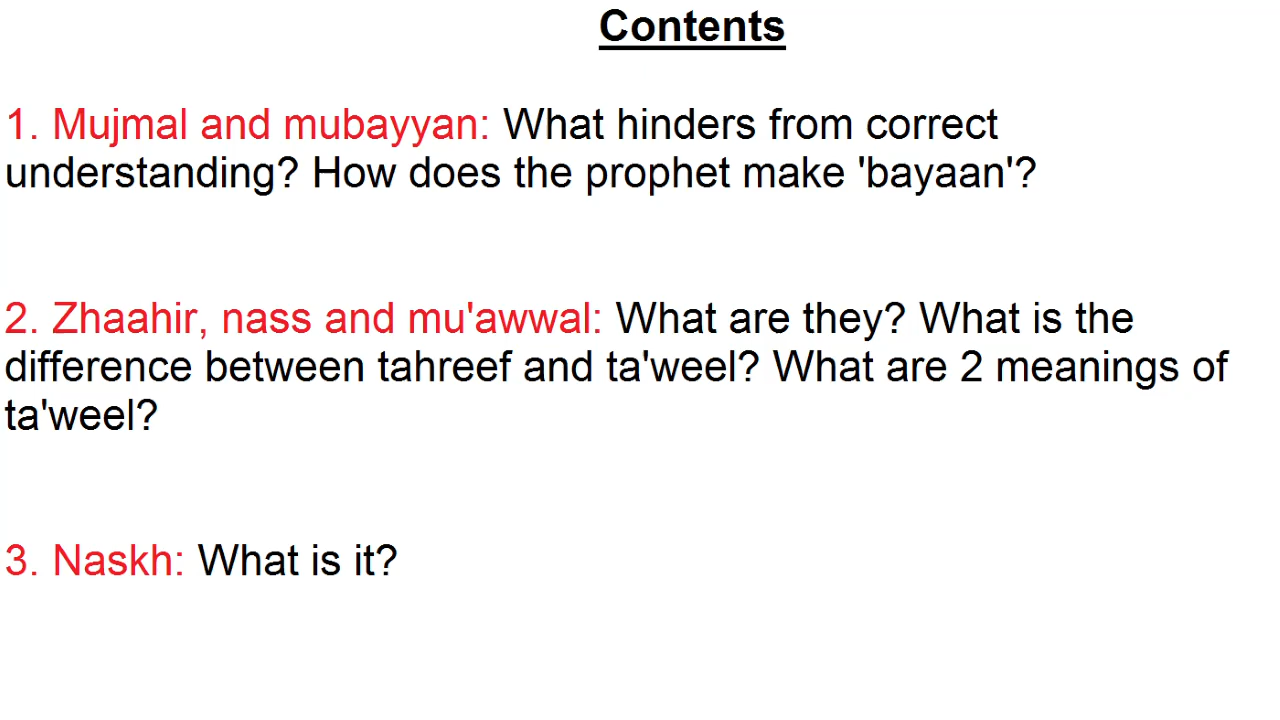 Contents
1. Mujmal and mubayyan: What hinders from correct
understanding? How does the prophet make 'bayaan'?
2. Zhaahir, nass and mu'awwal: What are they? What is the
difference between tahreef and ta'weel? What are 2 meanings of
ta'weel?
3. Naskh: What is it?